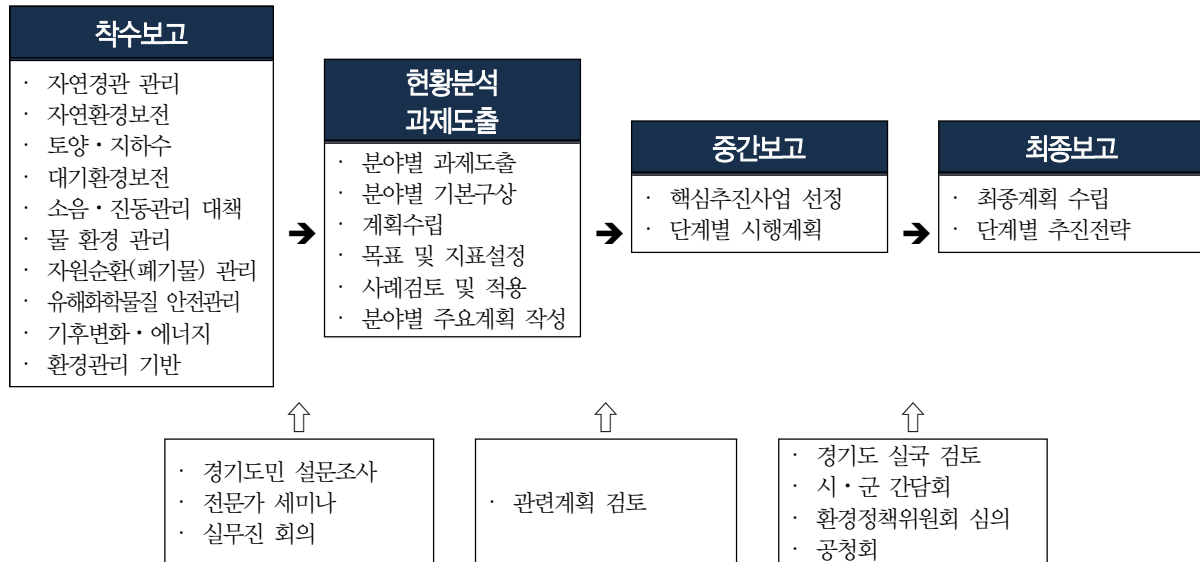 착수보고
· 자연경관 관리
· 자연환경보전
· 토양・지하수
· 대기환경보전
· 소음・진동관리 대책
· 물 환경 관리
· 자원순환(폐기물) 관리
· 유해화학물질 안전관리
· 기후변화・에너지
· 환경관리 기반
현황분석
과제도출
· 분야별 과제도출
· 분야별 기본구상
· 계획수립
· 목표 및 지표설정
· 사례검토 및 적용
· 분야별 주요계획 작성
중간보고
· 핵심추진사업 선정
· 단계별 시행계획
최종보고
· 최종계획 수립
· 단계별 추진전략
· 경기도민 설문조사
· 전문가 세미나
· 실무진 회의
· 관련계획 검토
· 경기도 실국 검토
· 시・군 간담회
· 환경정책위원회 심의
· 공청회